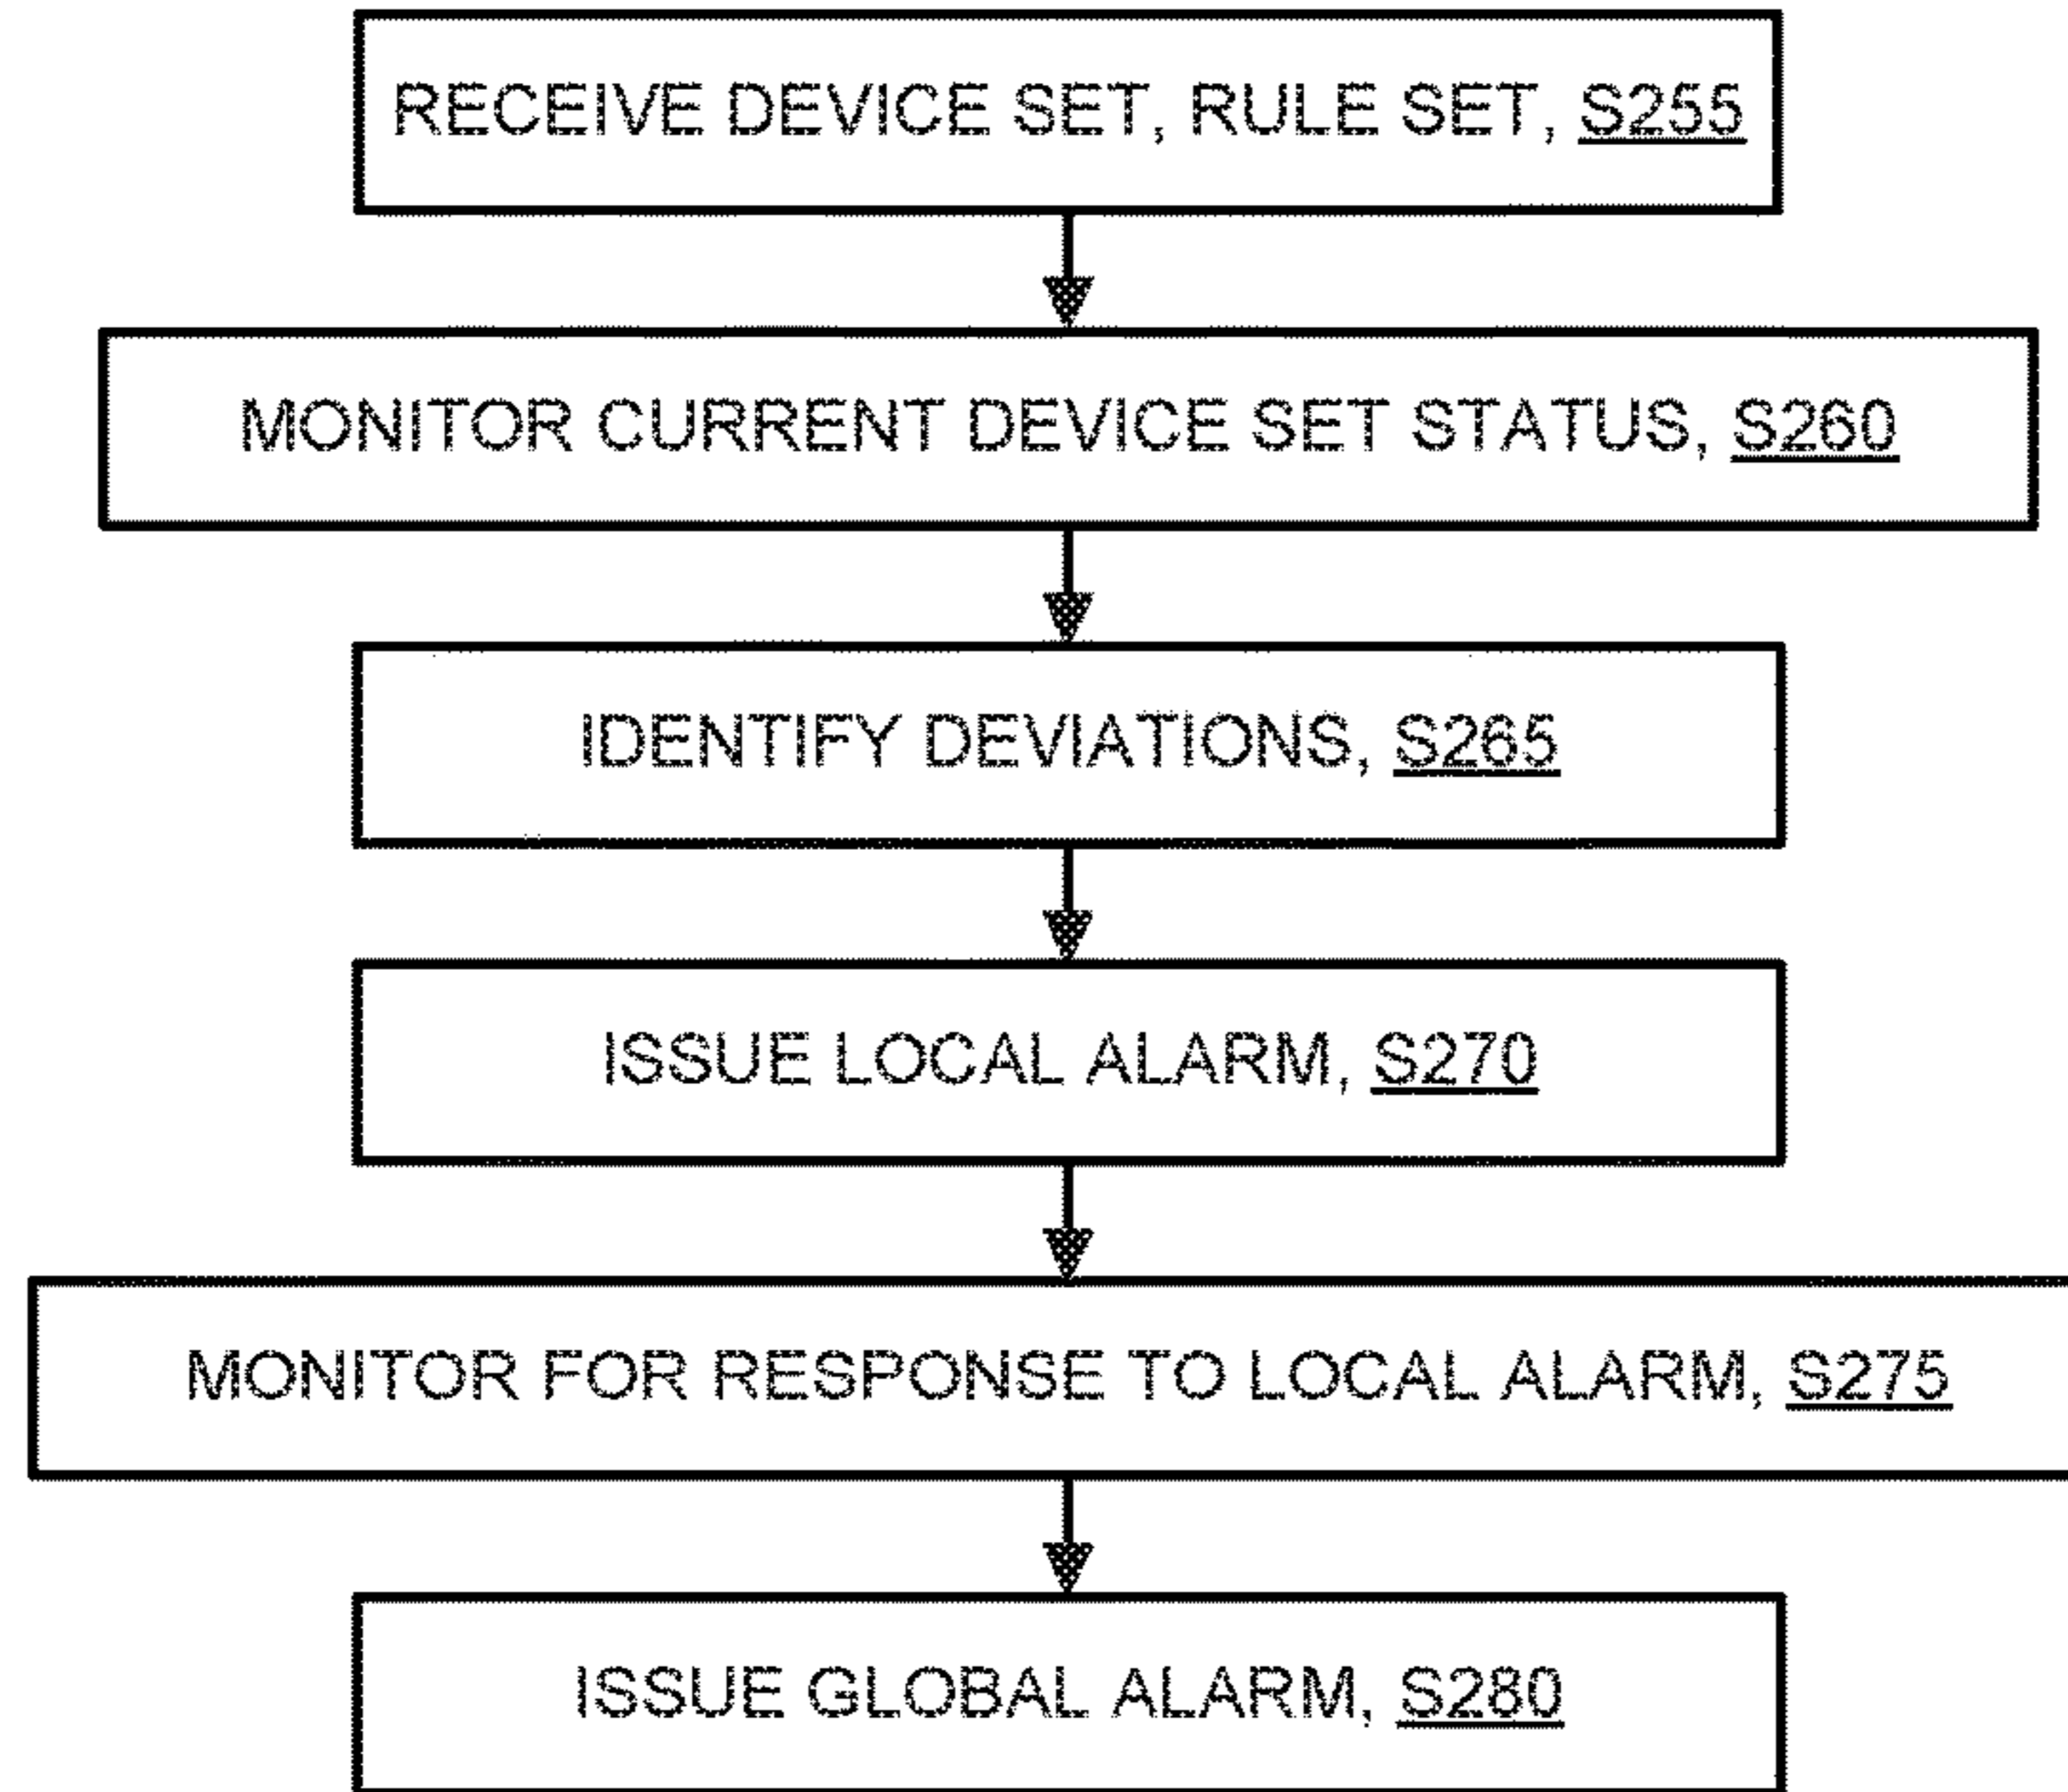 RECEIVE DEVICE SET, RULE SET, S255
MONITOR CURRENT DEVICE SET STATUS, S260
IDENTIFY DEVIATIONS, S265
ISSUE LOCAL ALARM, S270
MONITOR FOR RESPONSE TO LOCAL ALARM, S275
ISSUE GLOBAL ALARM, S280